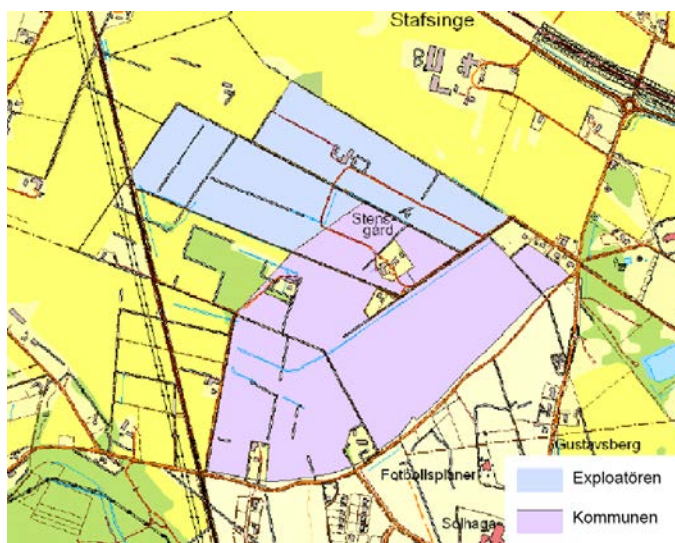 Stafsinge
Stens
gård
Gustavsberg
Fotbollsplaner
Solhaga
Exploatören
Kommunen